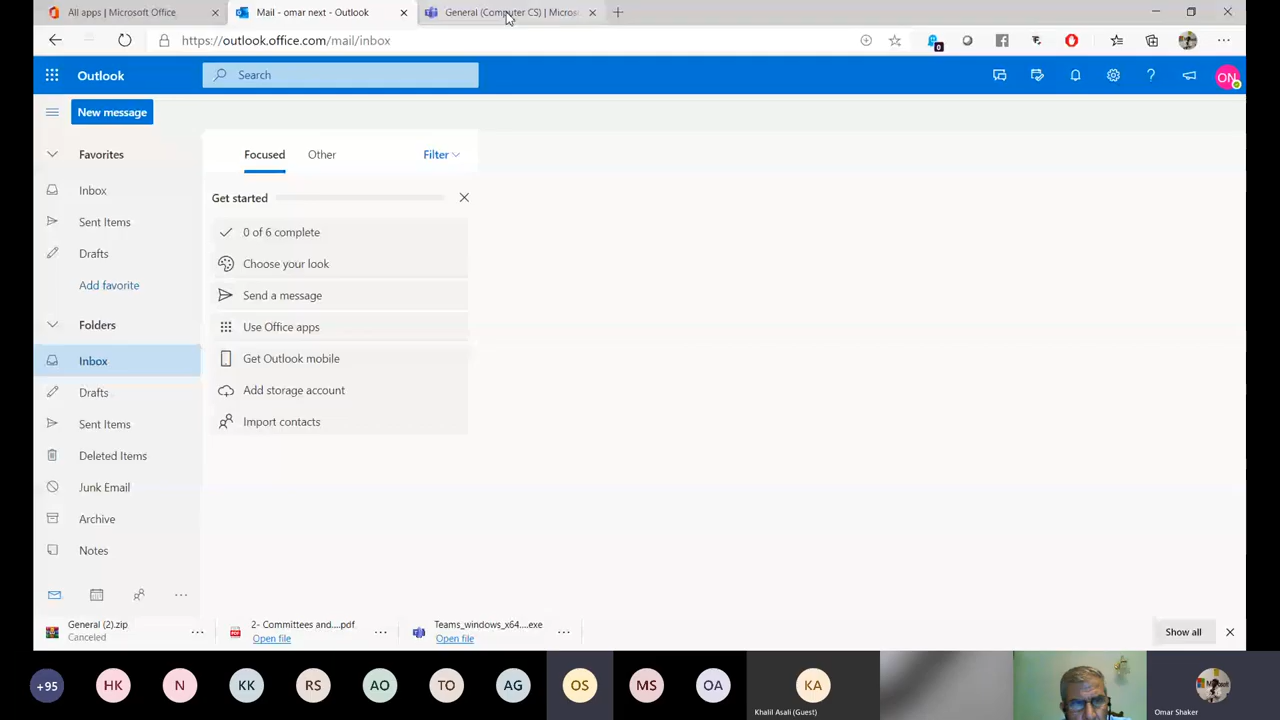 All apps | Microsoft Office
Mail - omar next - Outlook
General (Computer CS) | Micros
https://outlook.office.com/mail/inbox
0
Outlook
Search
ON
New message
Favorites
Inbox
Sent Items
Drafts
Add favorite
Folders
Inbox
Drafts
Sent Items
Deleted Items
Junk Email
Archive
Notes
Focused
Other
Filter
Get started
0 of 6 complete
Choose your look
Send a message
Use Office apps
Get Outlook mobile
Add storage account
Import contacts
General (2).zip
Canceled
2- Committees and....pdf
Open file
Teams_windows_x64....exe
Open file
Show all
+95
HK
N
KK
RS
AO
TO
AG
OS
MS
OA
KA
Khalil Asali (Guest)
Omar Shaker